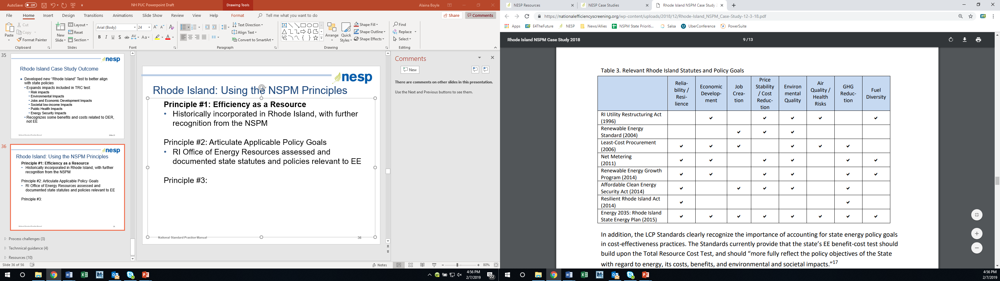 AutoSave Off
NH PUC Powerpoint Draft
Drawing Tools
Alaina Boyle
File Home Insert Design Transitions Animations Slide Show Review View Help Format Tell me what you want to do
Share Comments
Paste
Cut
Copy
Format Painter
Clipboard
New Slide
Layout
Reset
Section
Slides
Arial (Body) 24
B I U S ab AV Aa A
Font
Text Direction
Align Text
Convert to SmartArt
Paragraph
Arrange
Quick Styles
Shape Fill
Shape Outline
Shape Effects
Drawing
Find
Replace
Select
Editing
35
nesp
Rhode Island Case Study Outcome
Developed new “Rhode Island” Test to better align
with state policies
Expands impacts included in TRC test:
Risk impacts
Environmental Impacts
Jobs and Economic Development Impacts
Societal low-income Impacts
Public Health Impacts
Energy Security Impacts
Recognizes some benefits and costs related to DER,
not EE
National Standard Practice Manual
Slide 35
36
nesp
Rhode Island: Using the NSPM Principles
Principle #1: Efficiency as a Resource
Historically incorporated in Rhode Island, with further
recognition from the NSPM
Principle #2: Articulate Applicable Policy Goals
RI Office of Energy Resources assessed and
documented state statutes and policies relevant to EE
Principle #3:
National Standard Practice Manual
36
Process challenges (3)
Technnical guidance (4)
Resources (10)
nesp
Rhode Island: Using the NSPM Principles
Principle #1: Efficiency as a Resource
• Historically incorporated in Rhode Island, with further
recognition from the NSPM
Principle #2: Articulate Applicable Policy Goals
• RI Office of Energy Resources assessed and
documented state statutes and policies relevant to EE
Principle #3:
National Standard Practice Manual
36
Comments
New
There are comments on other slides in this presentation.
Use the Next and Previous buttons to see them.
Slide 36 of 56
Notes
80%
4:56 PM
2/7/2019
22
NESP Resources
NESP Case Studies
Rhode Island NSPM Case Study 2
https://nationalefficiencyscreening.org/wp-content/uploads/2018/12/Rhode-Island_NSPM_Case-Study-12-3-18.pdf
Apps E4TheFuture NESP News/Allies NSPM State Prioriti... Salsa UberConference PowerSuite
Rhode Island NSPM Case Study 2018
9 / 13
Table 3. Relevant Rhode Island Statutes and Policy Goals
Relia-
bility /
Resi-
lience
Economic
Develop-
ment
Job
Crea-
tion
Price
Stability
/ Cost
Reduc-
tion
Environ
mental
Quality
Air
Quality /
Health
Risks
GHG
Reduc-
tion
Fuel
Diversity
RI Utility Restructuring Act
(1996)
Renewable Energy
Standard (2004)
Least-Cost Procurement
(2006)
Net Metering
(2011)
Renewable Energy Growth
Program (2014)
Affordable Clean Energy
Security Act (2014)
Resilient Rhode Island Act
(2014)
Energy 2035: Rhode Island
State Energy Plan (2015)
In addition, the LCP Standards clearly recognize the importance of accounting for state energy policy goals
in cost-effectiveness practices. The Standards currently provide that the state’s EE benefit-cost test should
build upon the Total Resource Cost Test, and should “more fully reflect the policy objectives of the State
with regard to energy, its costs, benefits, and environmental and societal impacts.”17
4:56 PM
2/7/2019